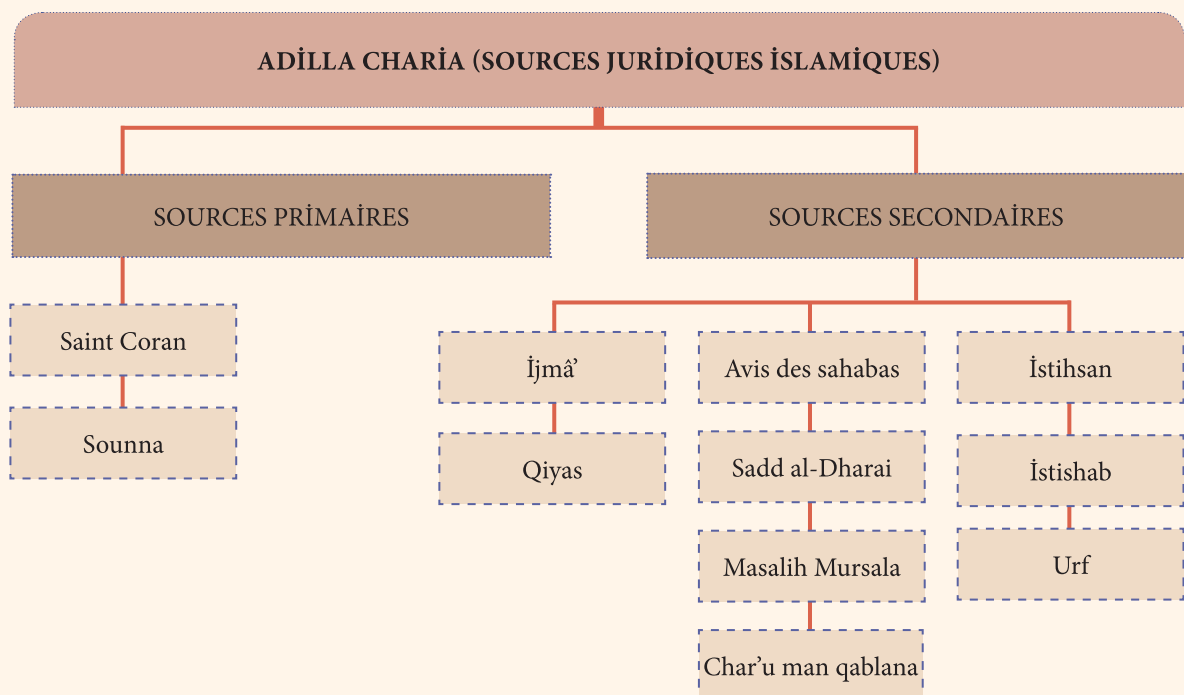 ADİLLA CHARİA (SOURCES JURİDİQUES İSLAMİQUES)
SOURCES PRİMAİRES
Saint Coran
Sounna
SOURCES SECONDAİRES
İjmâ’
Qiyas
Avis des sahabas
Sadd al-Dharai
Masalih Mursala
Char’u man qablana
İstihsan
İstishab
Urf